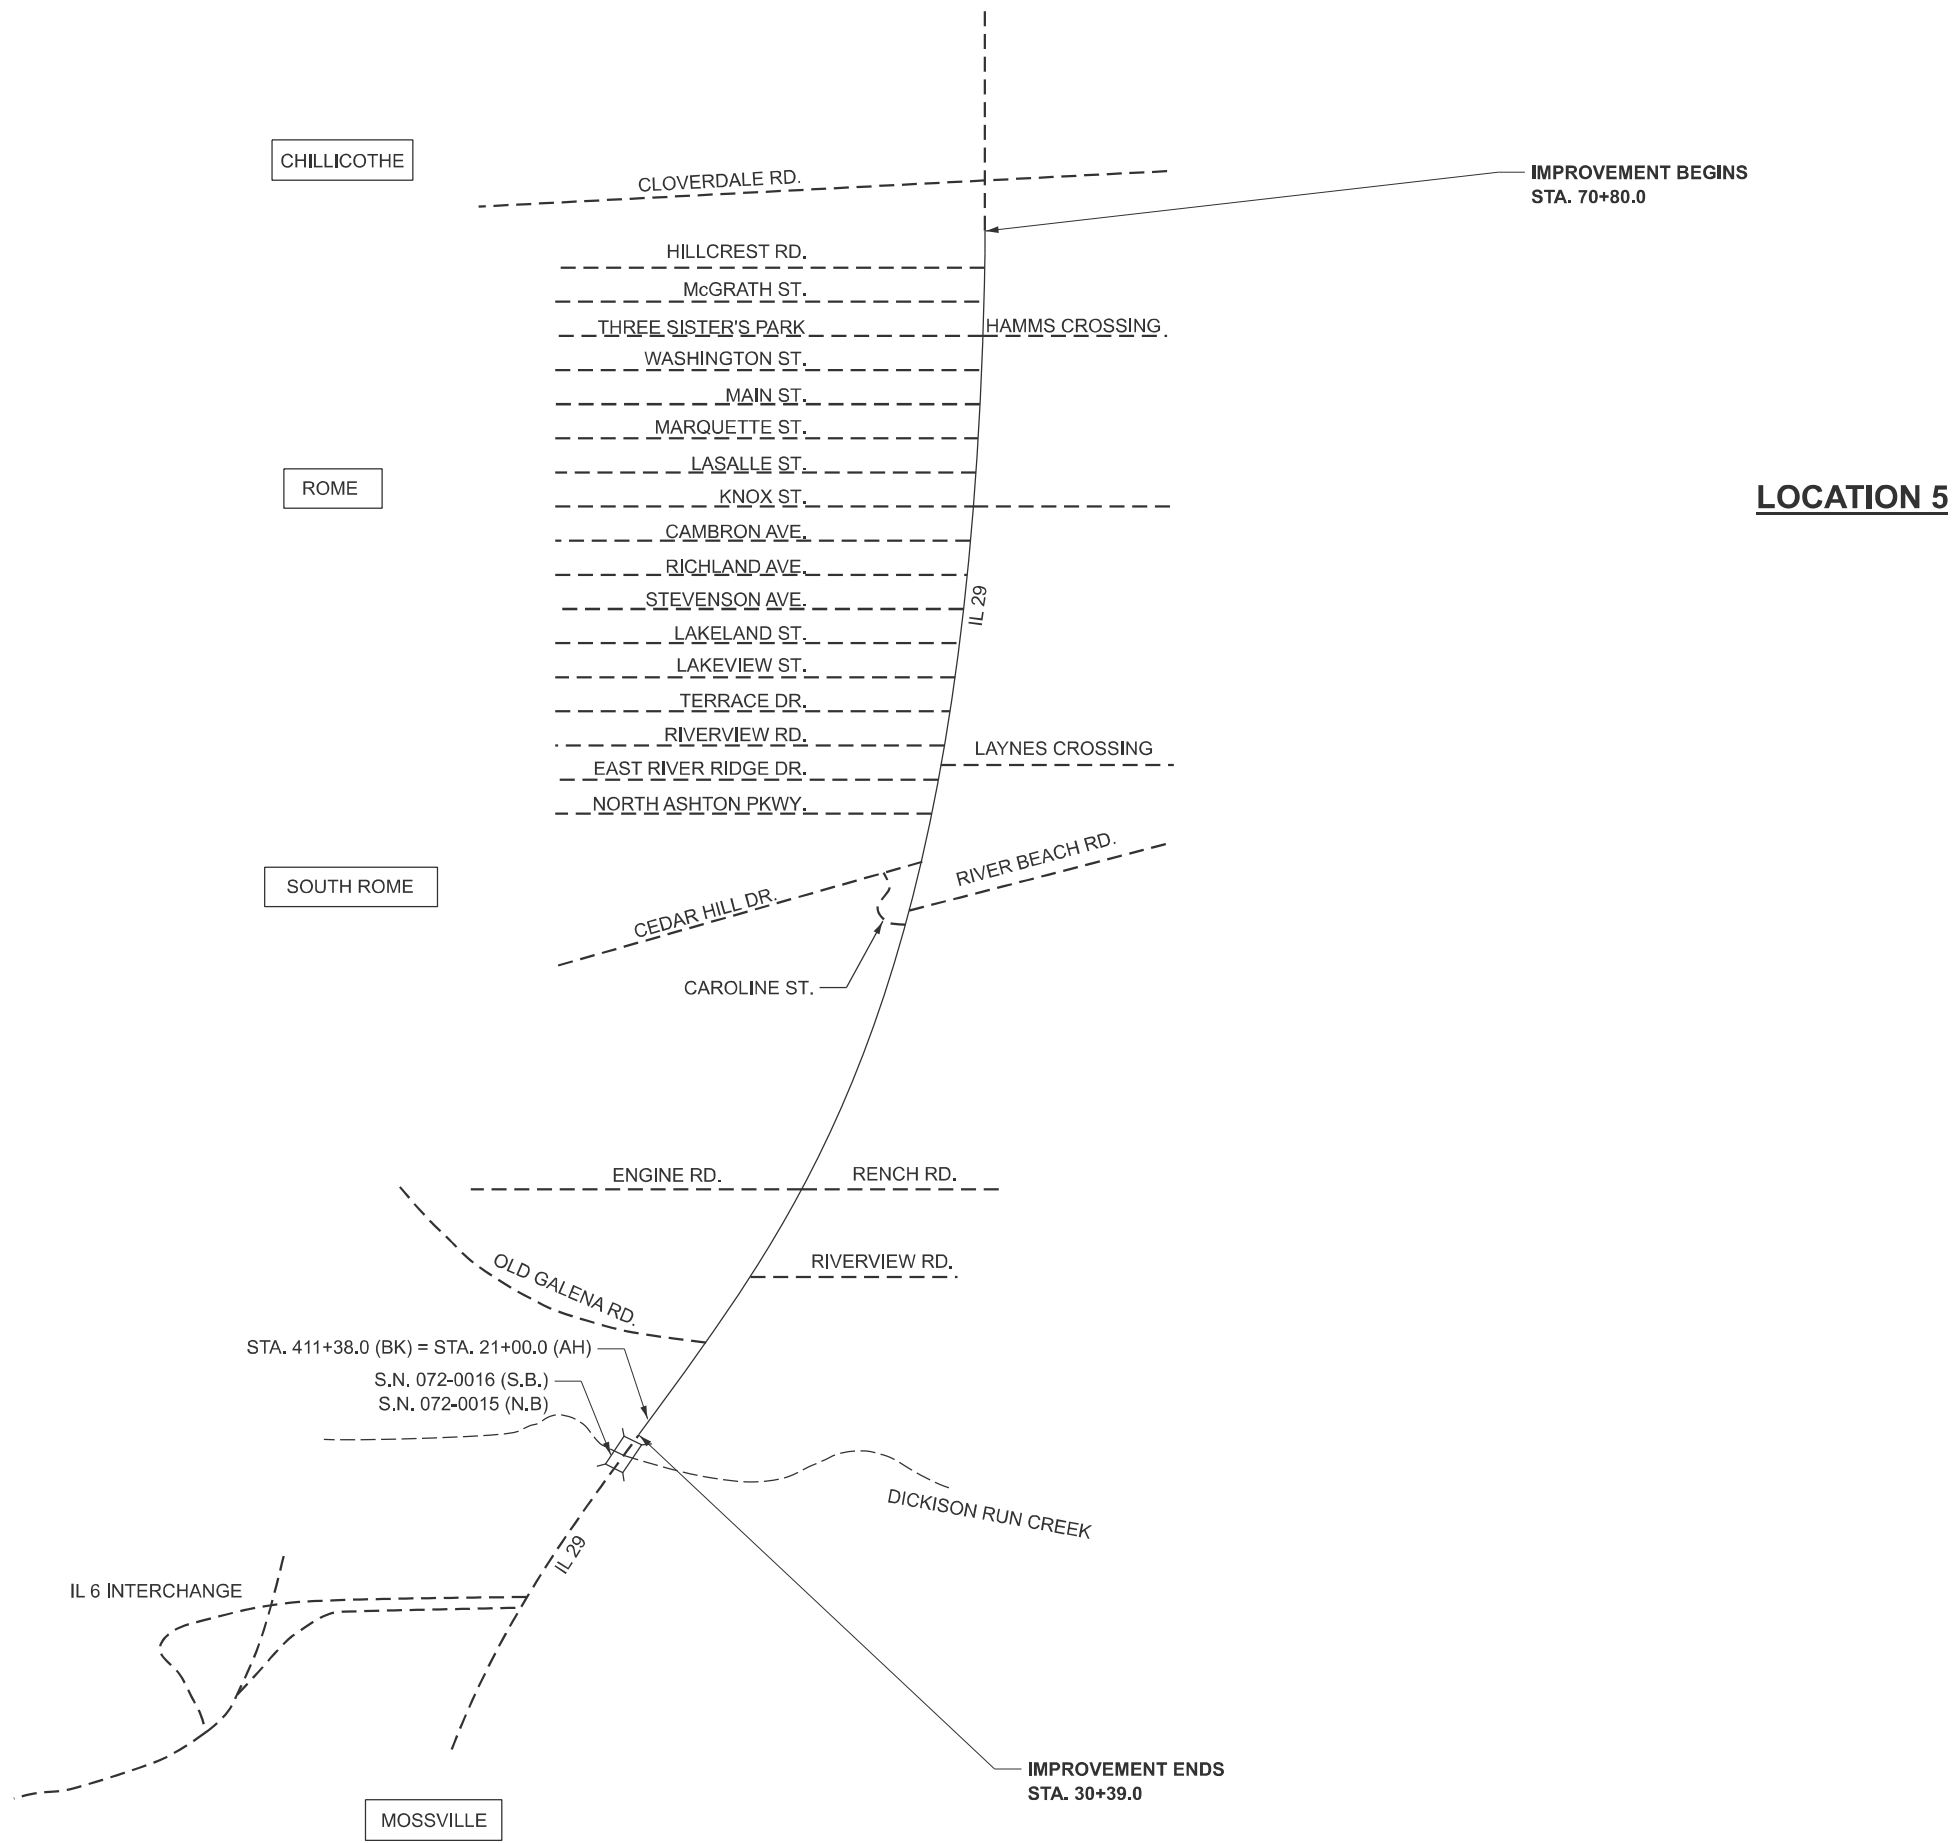 CHILLICOTHE
CLOVERDALE RD.
IMPROVEMENT BEGINS
STA. 70+80.0
HILLCREST RD.
McGRATH ST.
THREE SISTER'S PARK
HAMMS CROSSING
WASHINGTON ST.
MAIN ST.
MARQUETTE ST.
LASALLE ST.
ROME
KNOX ST.
LOCATION 5
CAMBRON AVE.
RICHLAND AVE.
STEVENSON AVE.
IL 29
LAKELAND ST.
LAKEVIEW ST.
TERRACE DR.
RIVERVIEW RD.
LAYNES CROSSING
EAST RIVER RIDGE DR.
NORTH ASHTON PKWY.
SOUTH ROME
RIVER BEACH RD.
CEDAR HILL DR.
CAROLINE ST.
ENGINE RD.
RENCH RD.
OLD GALENA RD.
RIVERVIEW RD.
STA. 411+38.0 (BK) = STA. 21+00.0 (AH)
S.N. 072-0016 (S.B.)
S.N. 072-0015 (N.B)
DICKISON RUN CREEK
IL 29
IL 6 INTERCHANGE
IMPROVEMENT ENDS
STA. 30+39.0
MOSSVILLE